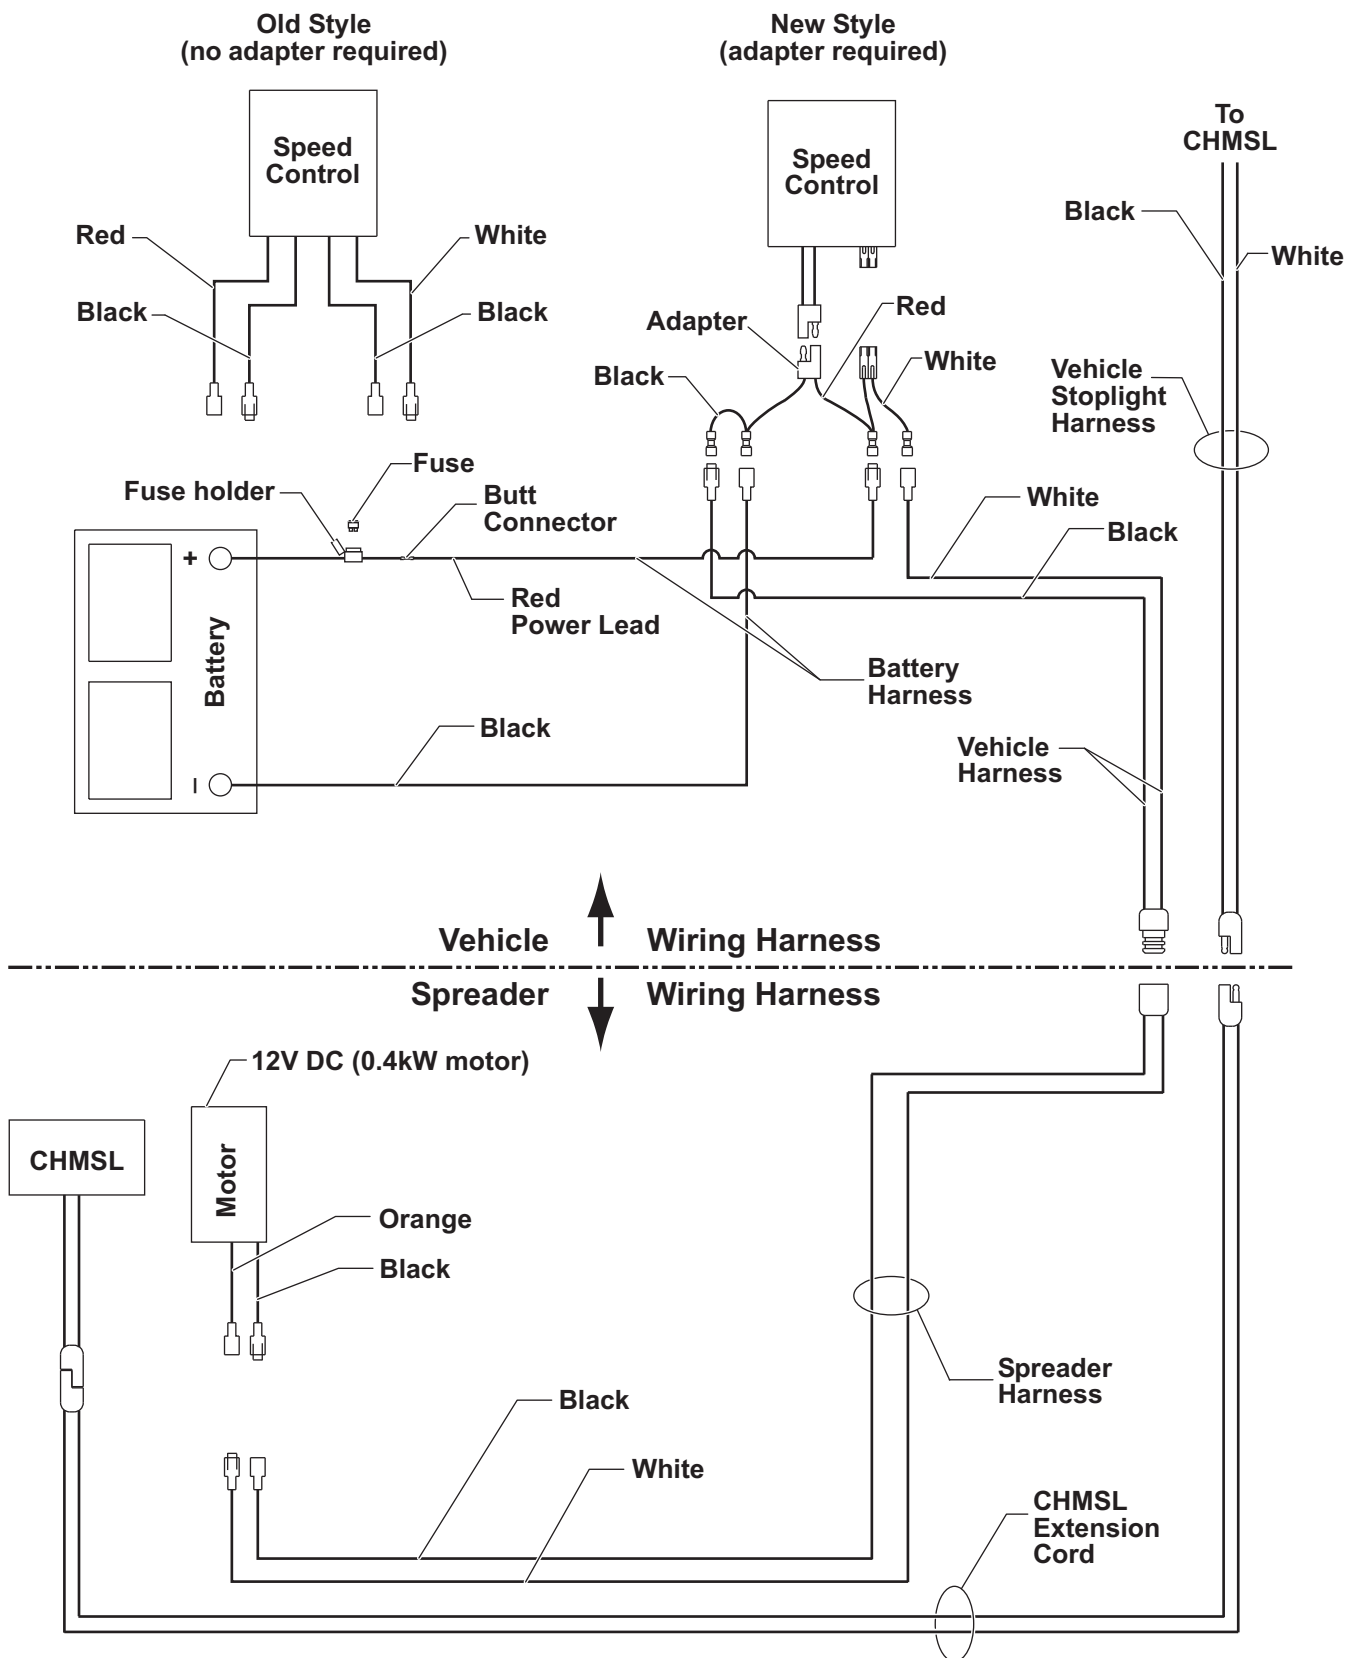 Old Style
(no adapter required)
New Style
(adapter required)
Speed
Control
Red
White
Black
Black
Speed
Control
Adapter
Red
Black
White
To
CHMSL
Black
White
Vehicle
Stoplight
Harness
Fuse
Fuse holder
Butt
Connector
White
Black
+
Red
Power Lead
Battery
Battery
Harness
Black
–
Vehicle
Harness
Vehicle
Wiring Harness
Spreader
Wiring Harness
12V DC (0.4kW motor)
CHMSL
Motor
Orange
Black
Spreader
Harness
Black
White
CHMSL
Extension
Cord